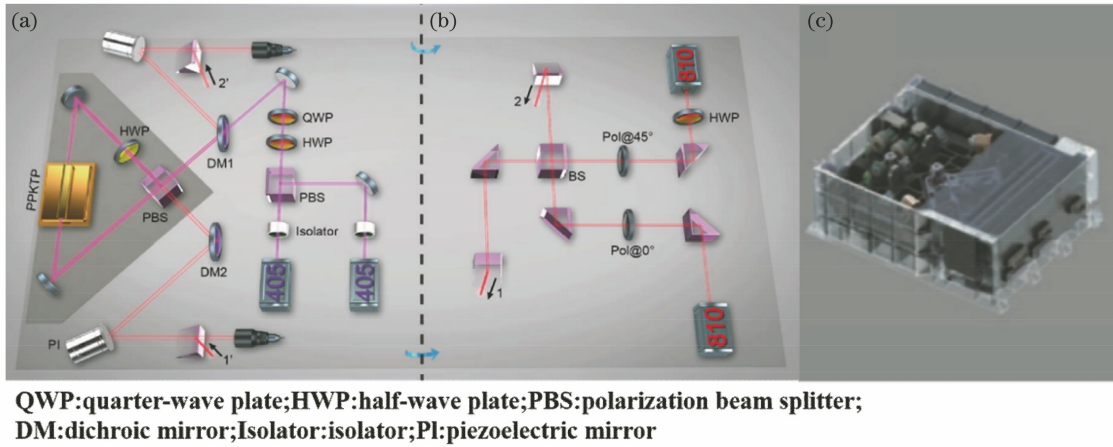 (a)
(b)
(c)
2'
HWP
QWP
HWP
DM1
PPKTP
PBS
PBS
Isolator
DM2
405
405
PI
1'
810
2
HWP
Pol@45°
BS
Pol@0°
1
810
QWP:quarter-wave plate;HWP:half-wave plate;PBS:polarization beam splitter;
DM:dichroic mirror;Isolator:isolator;PI:piezoelectric mirror